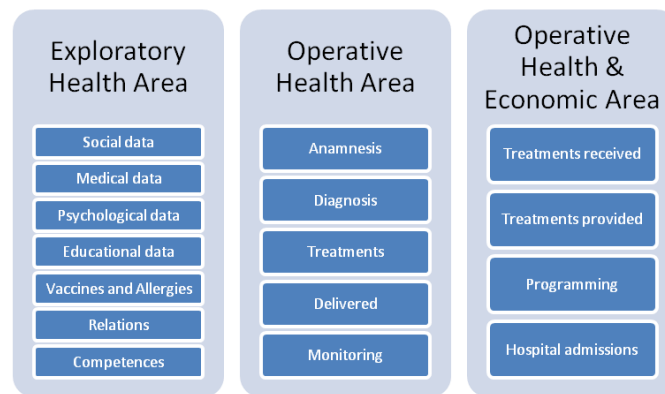 Exploratory
Health Area
Social data
Medical data
Psychological data
Educational data
Vaccines and Allergies
Relations
Competences
Operative
Health Area
Anamnesis
Diagnosis
Treatments
Delivered
Monitoring
Operative
Health &
Economic Area
Treatments received
Treatments provided
Programming
Hospital admissions